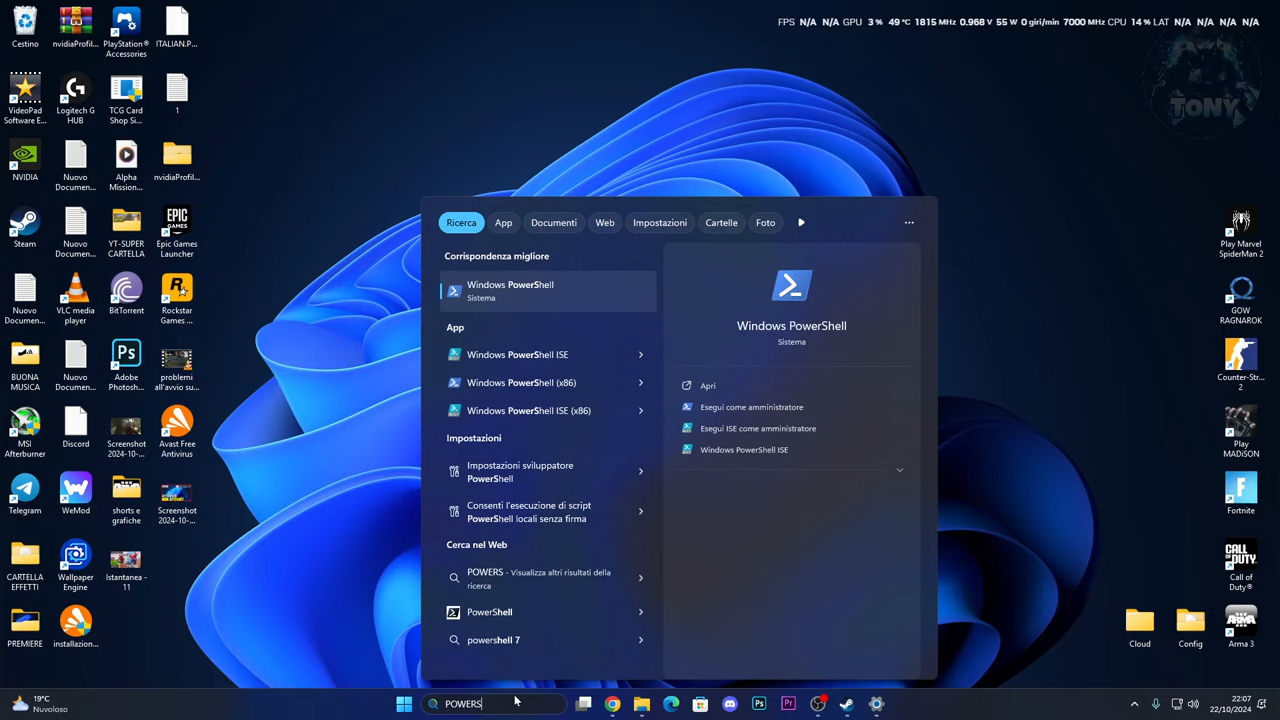 FPS N/A N/A GPU 3 % 49 °C 1815 MHz 0.968 V 55 W 0 giri/min 7000 MHz CPU 14 % LAT N/A N/A N/A N/A
TONY
Cestino
nvidiaProfil...
PlayStation®
Accessories
ITALIAN.P...
VideoPad
Software E...
Logitech G
HUB
TCG Card
Shop Si...
1
NVIDIA
Nuovo
Documen...
Alpha
Mission...
nvidiaProfil...
Steam
Nuovo
Documen...
YT-SUPER
CARTELLA
Epic Games
Launcher
Nuovo
Documen...
VLC media
player
BitTorrent
Rockstar
Games ...
BUONA
MUSICA
Nuovo
Documen...
Adobe
Photosh...
problemi
all'avvio su...
MSI
Afterburner
Discord
Screenshot
2024-10-...
Avast Free
Antivirus
Telegram
WeMod
shorts e
grafiche
Screenshot
2024-10-...
CARTELLA
EFFETTI
Wallpaper
Engine
Istantanea -
11
PREMIERE
installazion...
Ricerca
App
Documenti
Web
Impostazioni
Cartelle
Foto
Corrispondenza migliore
Windows PowerShell
Sistema
App
Windows PowerShell ISE
Windows PowerShell (x86)
Windows PowerShell ISE (x86)
Impostazioni
Impostazioni sviluppatore
PowerShell
Consenti l'esecuzione di script
PowerShell locali senza firma
Cerca nel Web
POWERS - Visualizza altri risultati della
ricerca
PowerShell
powershell 7
Windows PowerShell
Sistema
Apri
Esegui come amministratore
Esegui ISE come amministratore
Windows PowerShell ISE
Play Marvel
SpiderMan 2
GOW
RAGNAROK
Counter-Str...
2
Play
MADiSON
Fortnite
Call of
Duty®
Cloud
Config
Arma 3
19°C
Nuvoloso
POWERS
22:07
22/10/2024